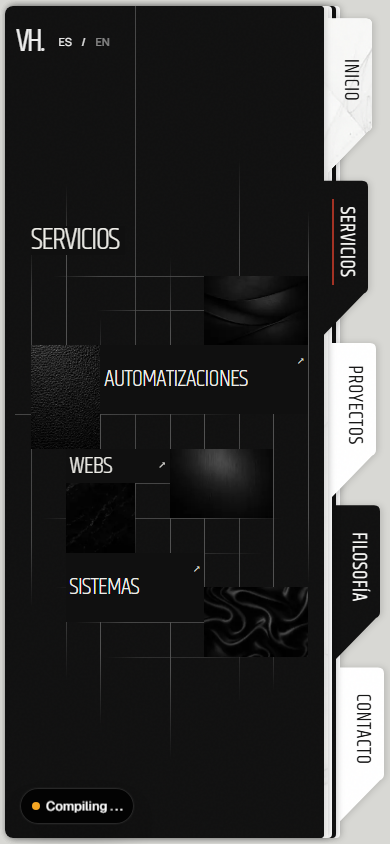 VH.
ES / EN
SERVICIOS
AUTOMATIZACIONES
WEBS
SISTEMAS
Compiling ...
INICIO
SERVICIOS
PROYECTOS
FILOSOFÍA
CONTACTO